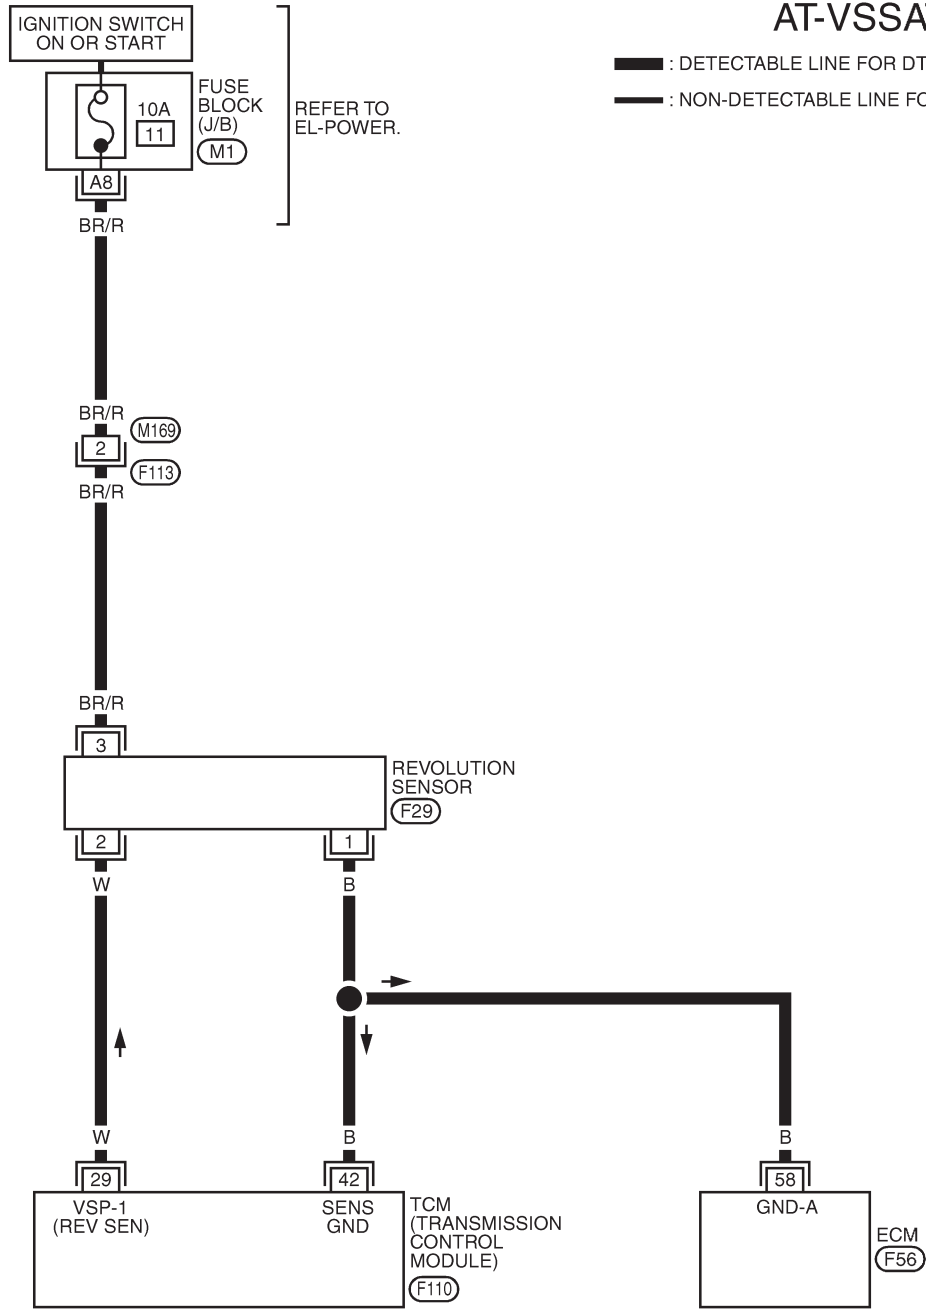 AT-VSSA
IGNITION SWITCH
ON OR START
: DETECTABLE LINE FOR DT
: NON-DETECTABLE LINE FO
FUSE
BLOCK
(J/B)
M1
10A
11
REFER TO
EL-POWER.
A8
BR/R
BR/R
M169
2
F113
BR/R
BR/R
3
REVOLUTION
SENSOR
F29
2
1
W
B
W
B
B
29
42
58
VSP-1
(REV SEN)
SENS
GND
TCM
(TRANSMISSION
CONTROL
MODULE)
F110
GND-A
ECM
F56